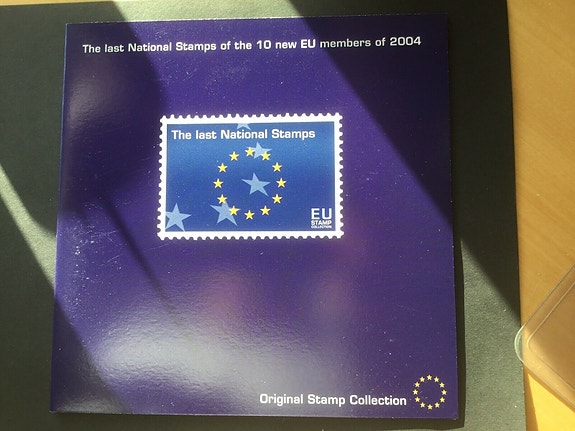 The last National Stamps of the 10 new EU members of 2004
The last National Stamps
EU
STAMP
COLLECTION
Original Stamp Collection